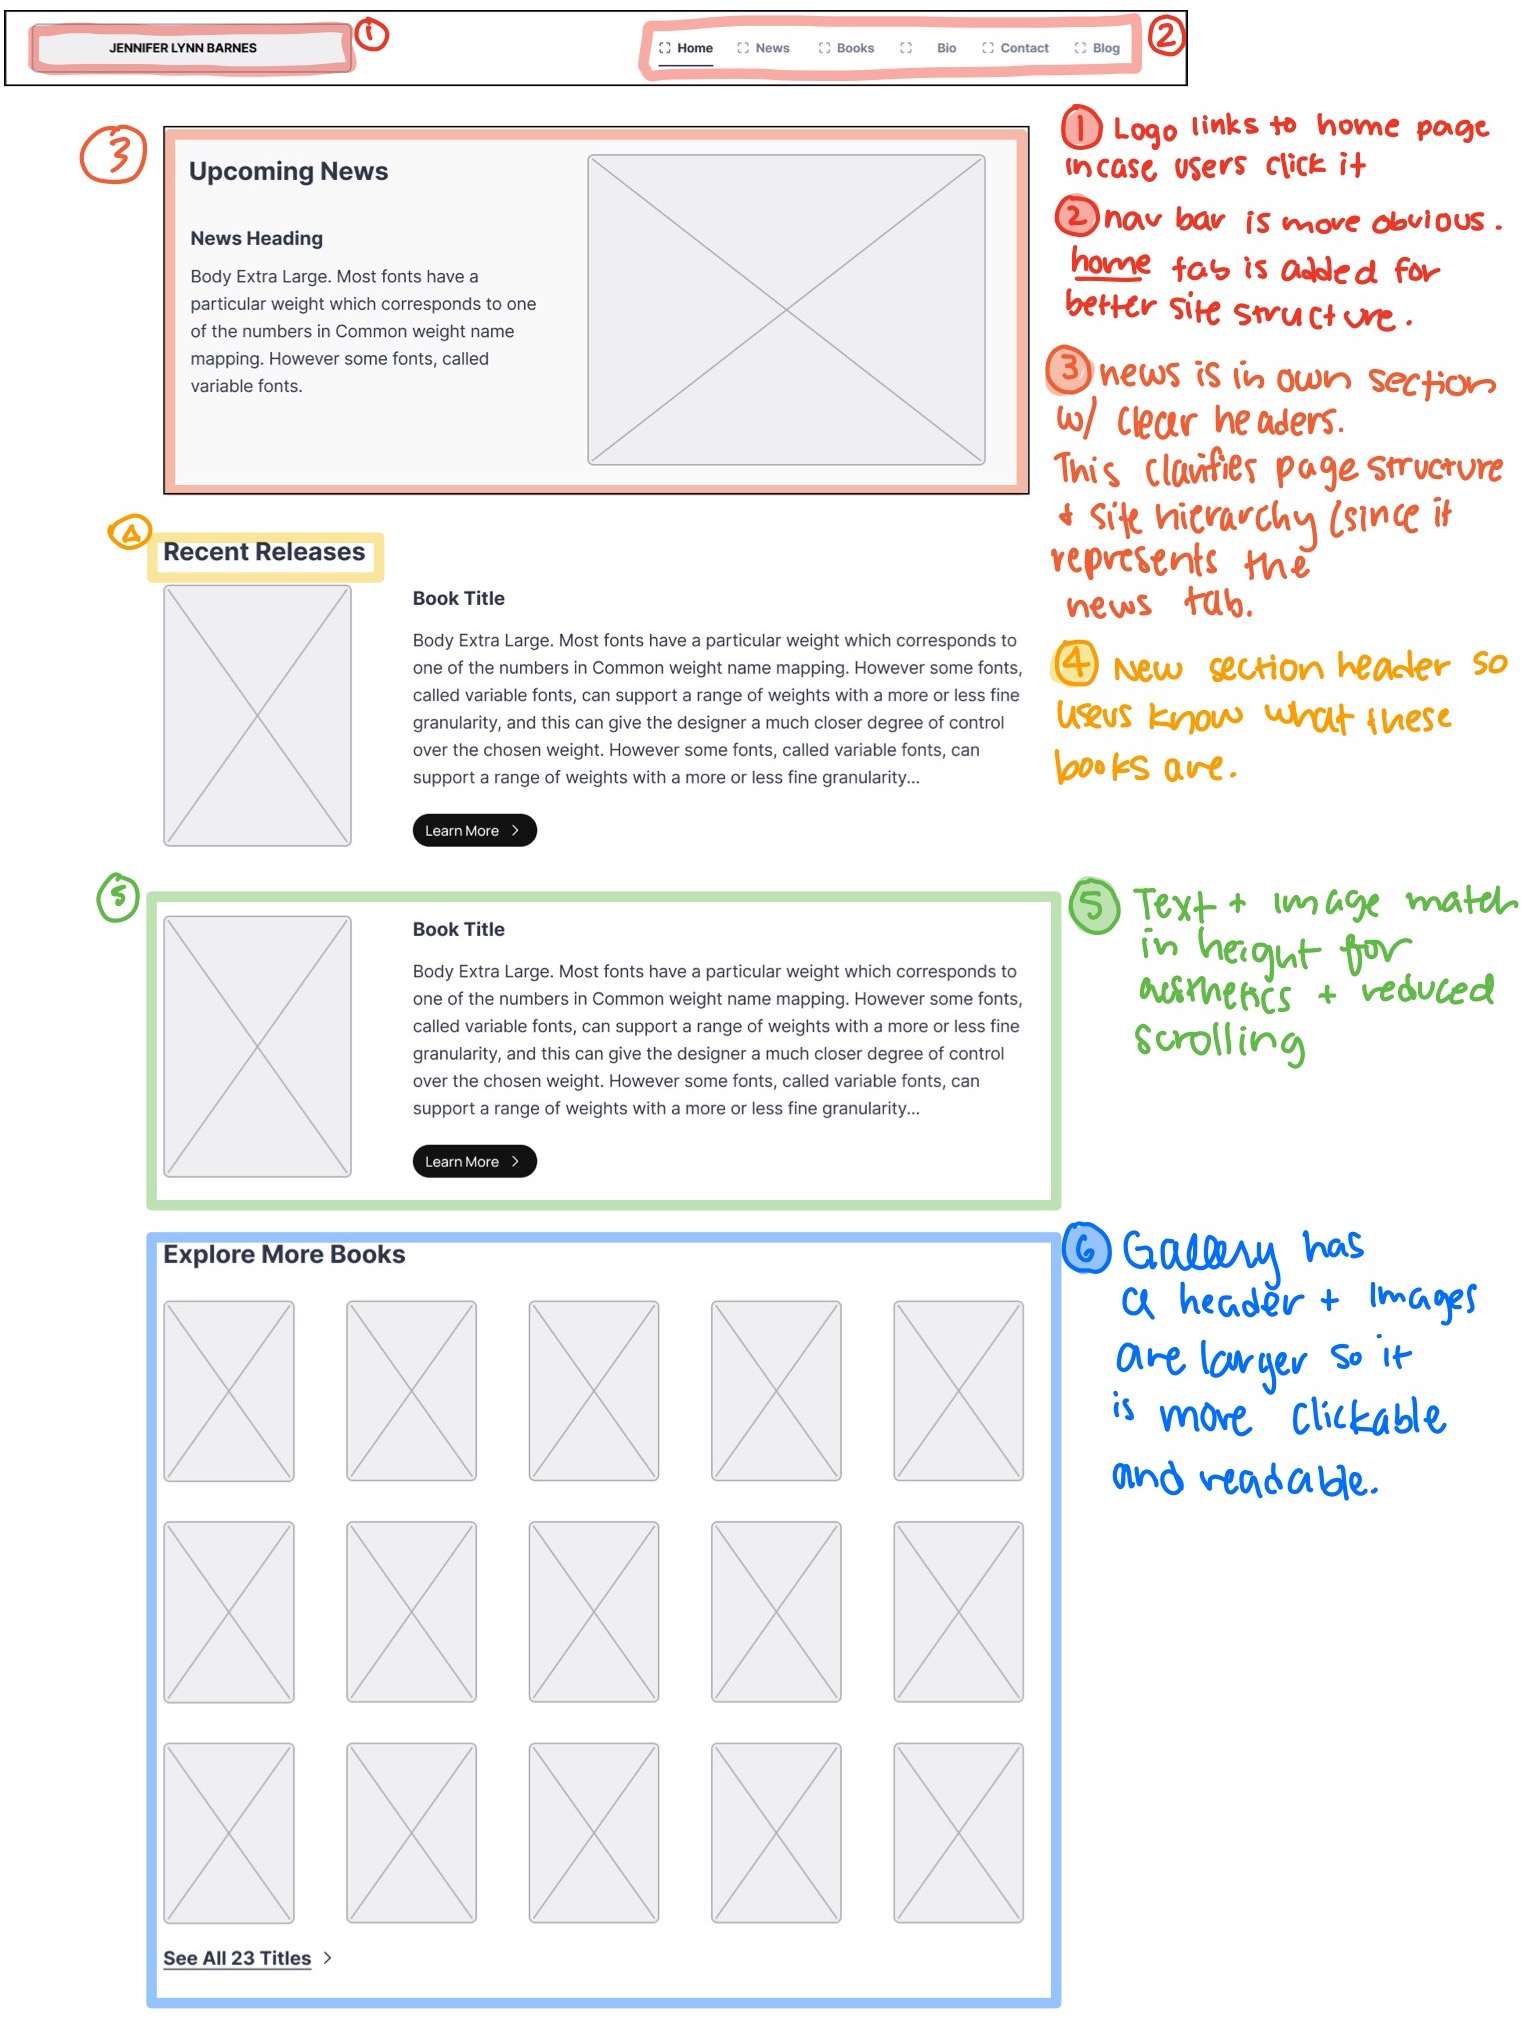 JENNIFER LYNN BARNES
1
Home News Books Bio Contact Blog
2
1 Logo links to home page
incase users click it
2 nav bar is more obvious.
home tab is added for
better site structure.
3
Upcoming News
News Heading
Body Extra Large. Most fonts have a
particular weight which corresponds to one
of the numbers in Common weight name
mapping. However some fonts, called
variable fonts.
3 news is in own section
w/ clear headers.
This clarifies page structure
+ site hierarchy (since it
represents the
news tab.
4
Recent Releases
Book Title
Body Extra Large. Most fonts have a particular weight which corresponds to
one of the numbers in Common weight name mapping. However some fonts,
called variable fonts, can support a range of weights with a more or less fine
granularity, and this can give the designer a much closer degree of control
over the chosen weight. However some fonts, called variable fonts, can
support a range of weights with a more or less fine granularity...
Learn More
4 New section header so
users know what these
books are.
5
Book Title
Body Extra Large. Most fonts have a particular weight which corresponds to
one of the numbers in Common weight name mapping. However some fonts,
called variable fonts, can support a range of weights with a more or less fine
granularity, and this can give the designer a much closer degree of control
over the chosen weight. However some fonts, called variable fonts, can
support a range of weights with a more or less fine granularity...
Learn More
5 Text + image match
in height for
aesthetics + reduced
scrolling
Explore More Books
6 Gallery has
a header + images
are larger so it
is more clickable
and readable.
See All 23 Titles